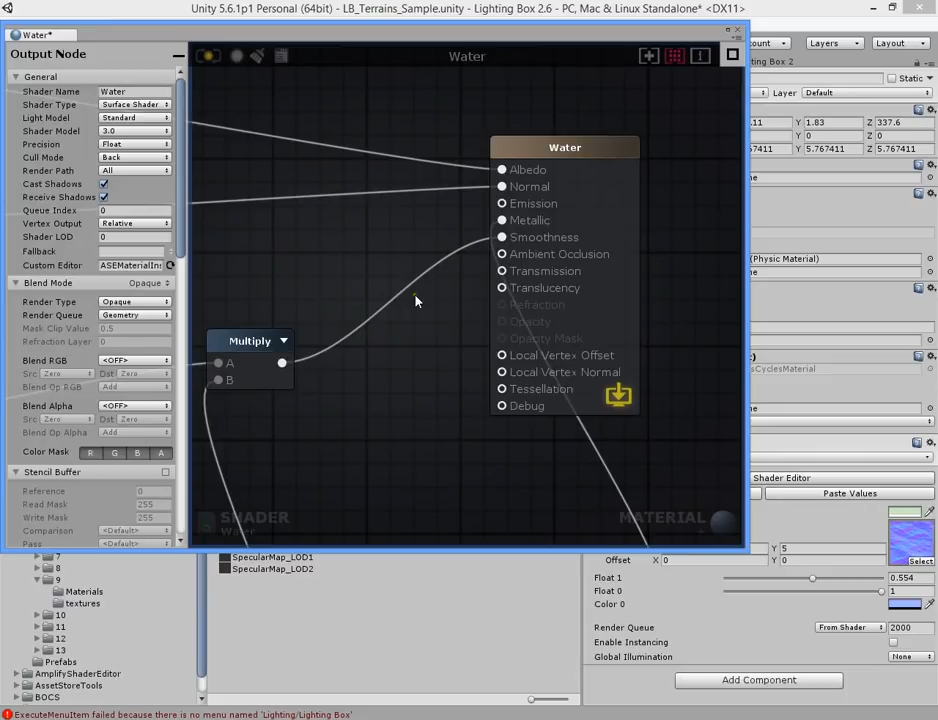 Unity 5.6.1p1 Personal (64bit) - LB_Terrains_Sample.unity - Lighting Box 2.6 - PC, Mac & Linux Standalone* <DX11>
Water*
Output Node
General
Shader Name Water
Shader Type Surface Shader
Light Model Standard
Shader Model 3.0
Precision Float
Cull Mode Back
Render Path All
Cast Shadows
Receive Shadows
Queue Index 0
Vertex Output Relative
Shader LOD 0
Fallback
Custom Editor ASEMaterialIns
Blend Mode Opaque
Render Type Opaque
Render Queue Geometry
Mask Clip Value 0.5
Refraction Layer 0
Blend RGB <OFF>
Src Zero Dst Zero
Blend Op RGB Add
Blend Alpha <OFF>
Src Zero Dst Zero
Blend Op Alpha Add
Color Mask R G B A
Stencil Buffer
Reference 0
Read Mask 255
Write Mask 255
Comparison <Default>
Pass <Default>
Water
Water
Albedo
Normal
Emission
Metallic
Smoothness
Ambient Occlusion
Transmission
Translucency
Refraction
Opacity
Opacity Mask
Local Vertex Offset
Local Vertex Normal
Tessellation
Debug
Multiply
A
B
SHADER
Water
MATERIAL
ount Layers Layout
ting Box 2
Static
Layer Default
.11 Y 1.83 Z 337.6
Y 0 Z 0
5.767411 Y 5.767411 Z 5.767411
(Physic Material)
sCyclesMaterial
Shader Editor
Paste Values
Y 5
Offset X 0 Y 0
Select
Float 1 0.554
Float 0 1
Color 0
Render Queue From Shader 2000
Enable Instancing
Global Illumination None
Add Component
7
8
9
Materials
textures
10
11
12
13
Prefabs
AmplifyShaderEditor
AssetStoreTools
BOCS
SpecularMap_LOD1
SpecularMap_LOD2
ExecuteMenuItem failed because there is no menu named 'Lighting/Lighting Box'